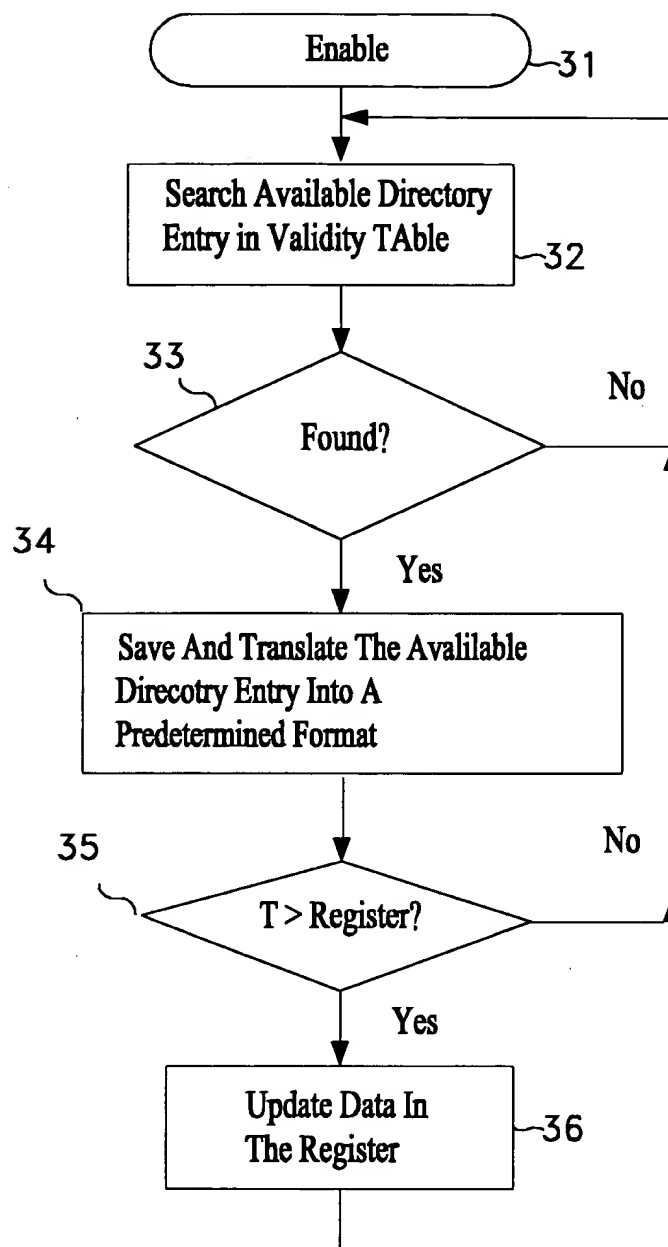 Enable
31
Search Available Directory
Entry in Validity TAble
32
33
No
Found?
34
Yes
Save And Translate The Avalilable
Direcotry Entry Into A
Predetermined Format
35
No
T > Register?
Yes
Update Data In
The Register
36